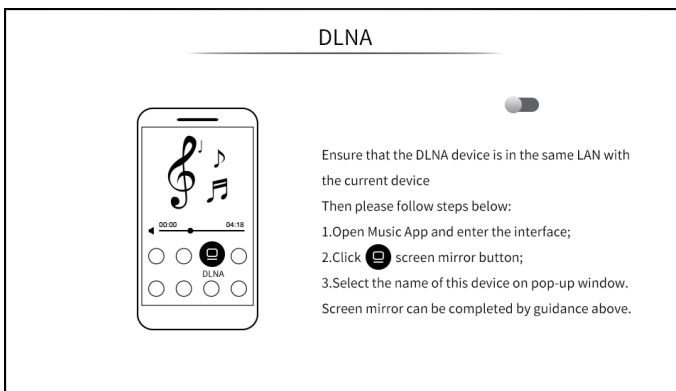 DLNA
00:00 04:18
DLNA
Ensure that the DLNA device is in the same LAN with
the current device
Then please follow steps below:
1.Open Music App and enter the interface;
2.Click screen mirror button;
3.Select the name of this device on pop-up window.
Screen mirror can be completed by guidance above.